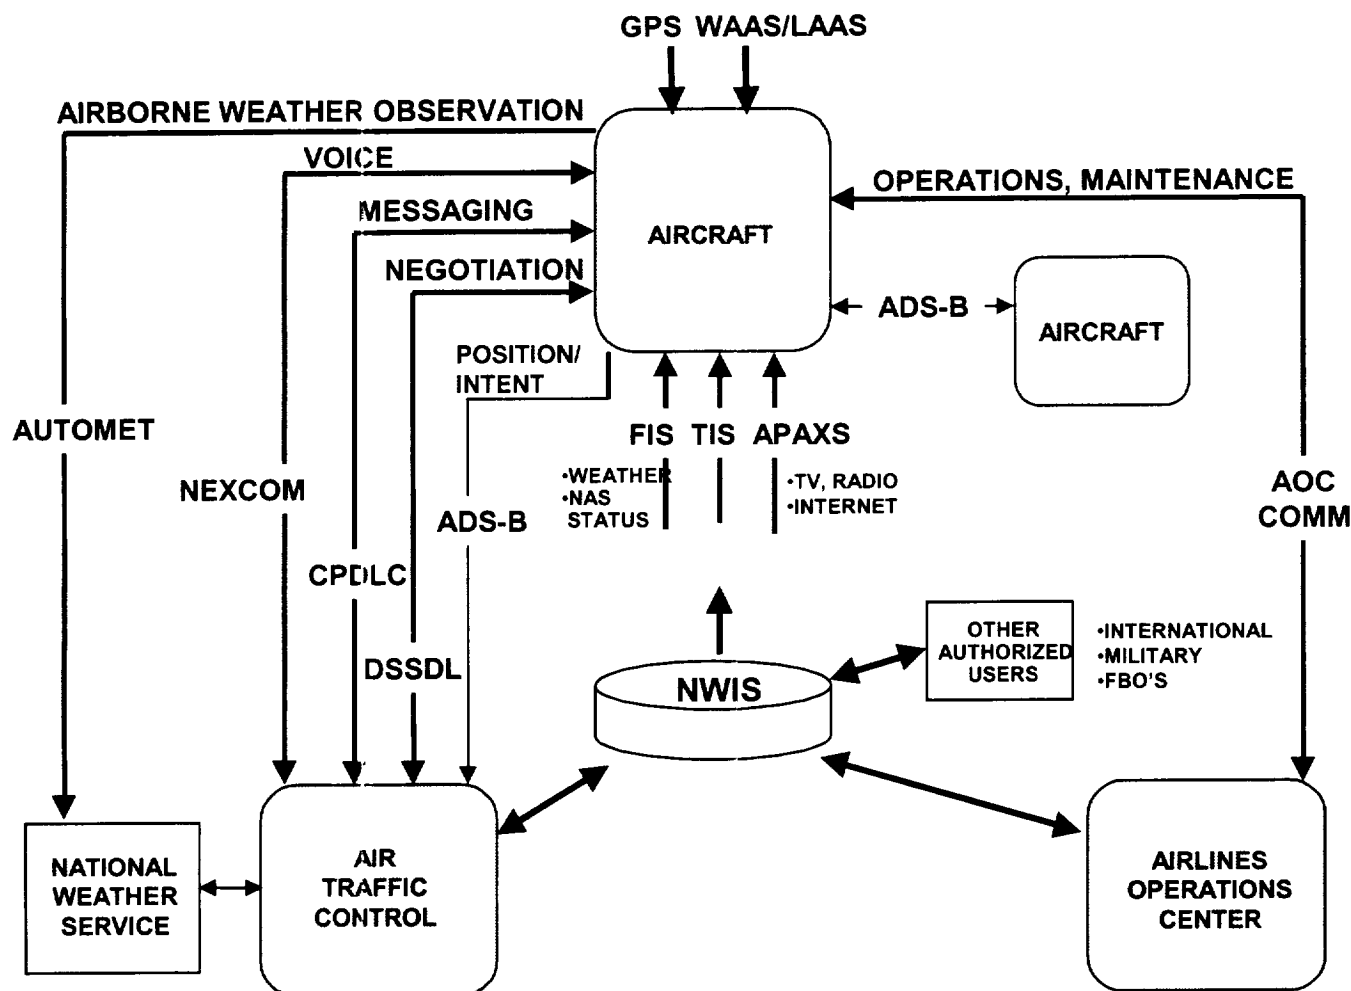 GPS WAAS/LAAS
AIRBORNE WEATHER OBSERVATION
VOICE
MESSAGING
NEGOTIATION
POSITION/
INTENT
AIRCRAFT
OPERATIONS, MAINTENANCE
ADS-B
AIRCRAFT
AUTOMET
NEXCOM
CPDLC
DSSDL
ADS-B
FIS TIS APAXS
•WEATHER
•NAS
STATUS
•TV, RADIO
•INTERNET
AOC
COMM
NWIS
OTHER
AUTHORIZED
USERS
•INTERNATIONAL
•MILITARY
•FBO'S
NATIONAL
WEATHER
SERVICE
AIR
TRAFFIC
CONTROL
AIRLINES
OPERATIONS
CENTER